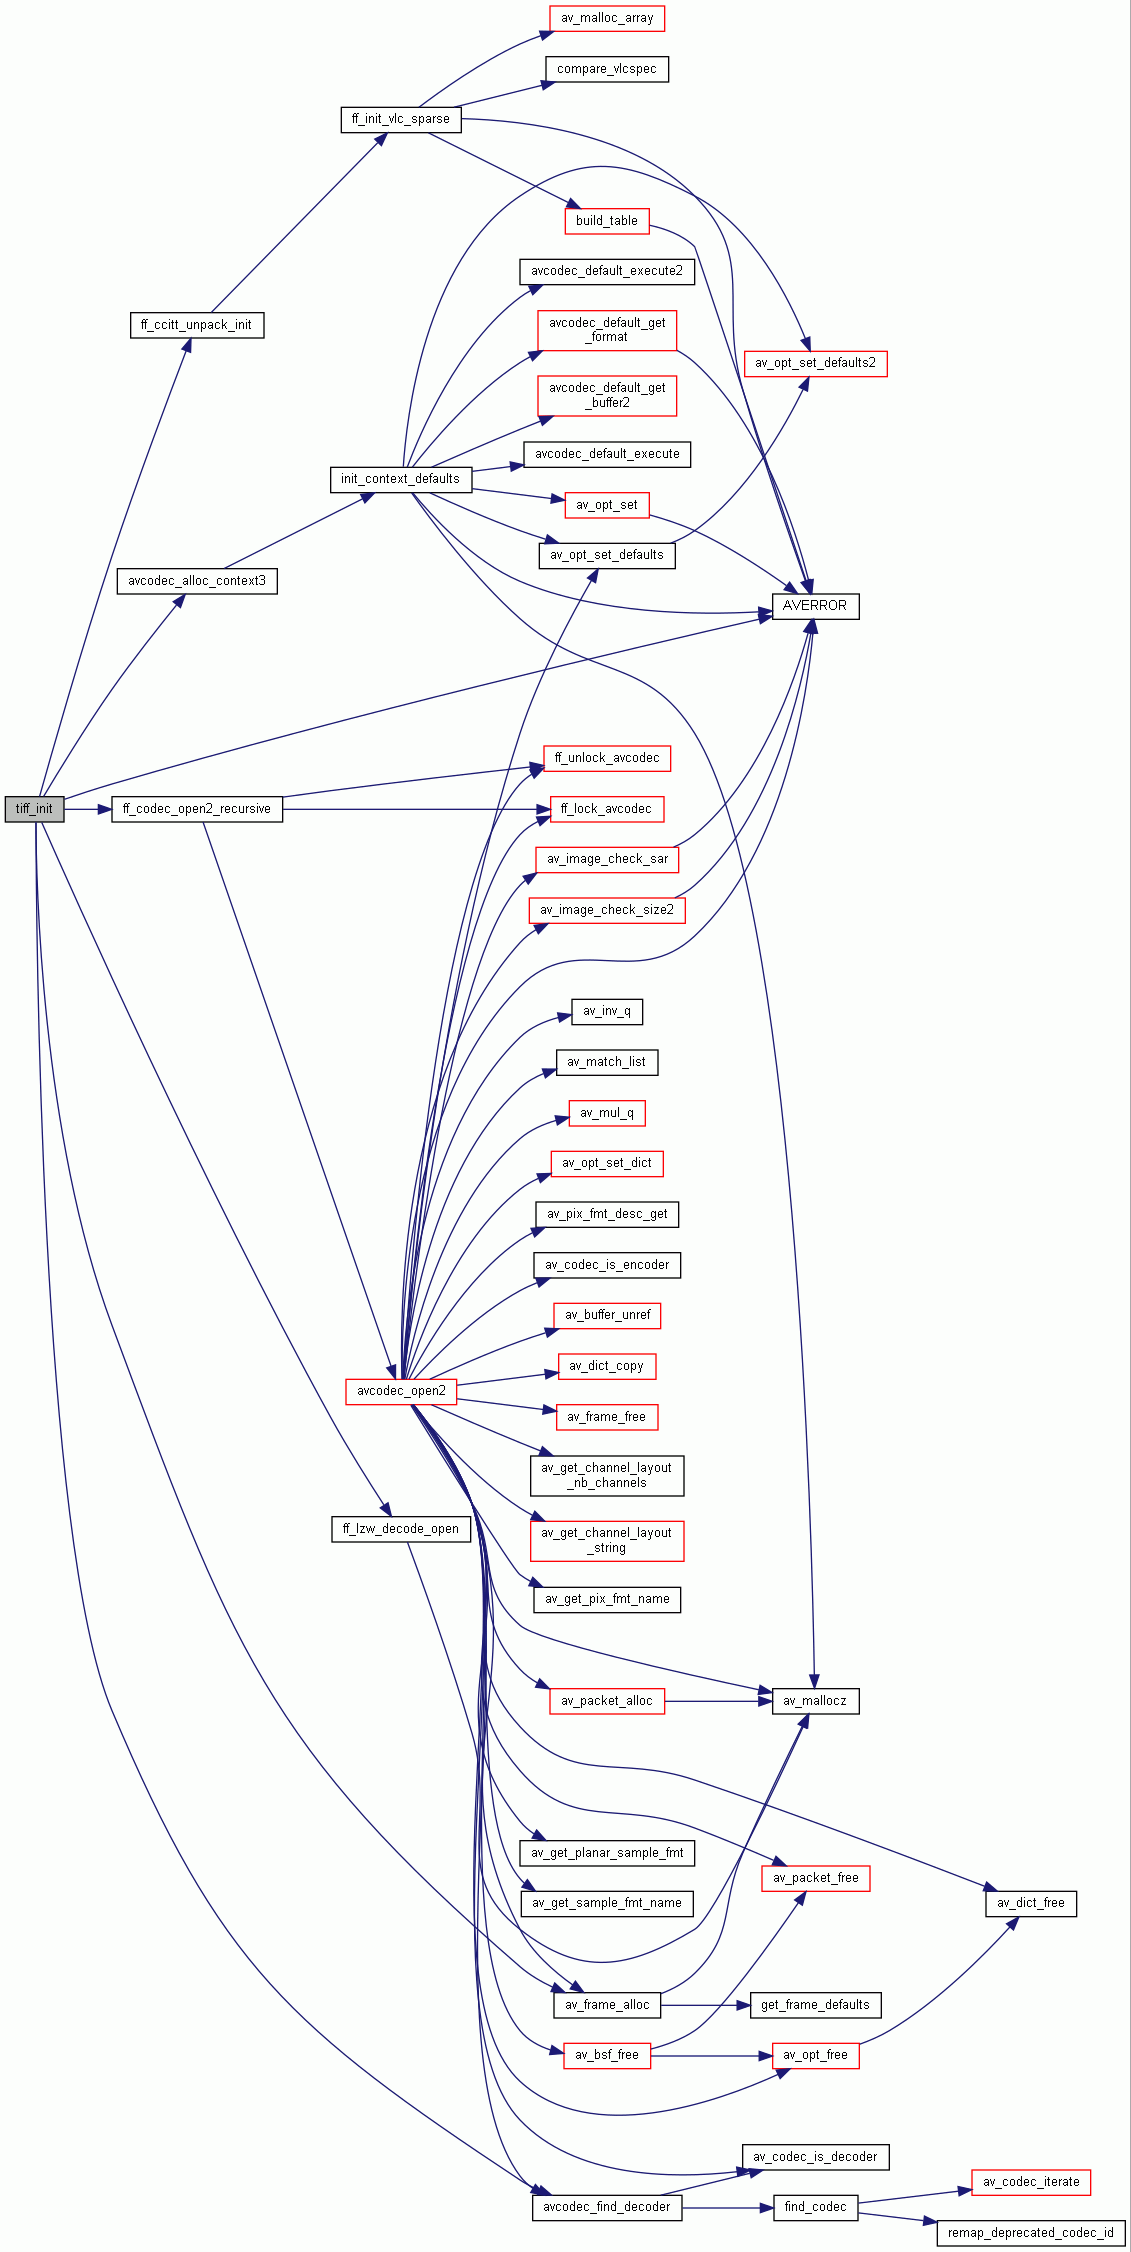 av_malloc_array
compare_vlcspec
ff_init_vlc_sparse
build_table
avcodec_default_execute2
ff_ccitt_unpack_init
avcodec_default_get
_format
av_opt_set_defaults2
avcodec_default_get
_buffer2
avcodec_default_execute
init_context_defaults
av_opt_set
av_opt_set_defaults
avcodec_alloc_context3
AVERROR
ff_unlock_avcodec
tiff_init
ff_codec_open2_recursive
ff_lock_avcodec
av_image_check_sar
av_image_check_size2
av_inv_q
av_match_list
av_mul_q
av_opt_set_dict
av_pix_fmt_desc_get
av_codec_is_encoder
av_buffer_unref
av_dict_copy
avcodec_open2
av_frame_free
av_get_channel_layout
_nb_channels
ff_lzw_decode_open
av_get_channel_layout
_string
av_get_pix_fmt_name
av_packet_alloc
av_mallocz
av_get_planar_sample_fmt
av_packet_free
av_get_sample_fmt_name
av_dict_free
av_frame_alloc
get_frame_defaults
av_bsf_free
av_opt_free
av_codec_is_decoder
av_codec_iterate
avcodec_find_decoder
find_codec
remap_deprecated_codec_id